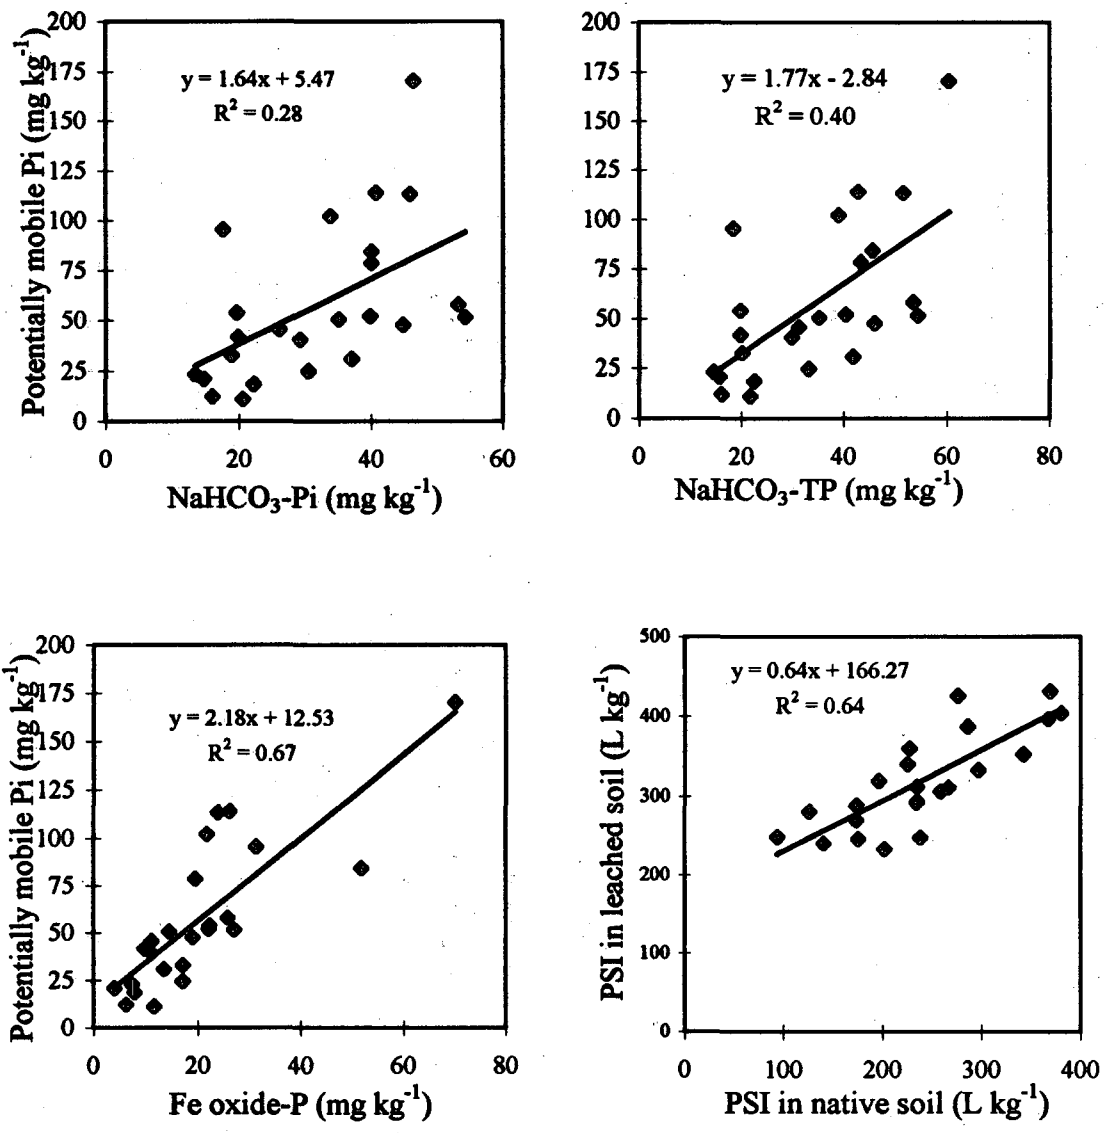 Potentially mobile Pi (mg kg⁻¹)
200
175
150
125
100
75
50
25
0
y = 1.64x + 5.47
R² = 0.28
0 20 40 60
NaHCO₃-Pi (mg kg⁻¹)
200
175
150
125
100
75
50
25
0
y = 1.77x - 2.84
R² = 0.40
0 20 40 60 80
NaHCO₃-TP (mg kg⁻¹)
Potentially mobile Pi (mg kg⁻¹)
200
175
150
125
100
75
50
25
0
y = 2.18x + 12.53
R² = 0.67
0 20 40 60 80
Fe oxide-P (mg kg⁻¹)
PSI in leached soil (L kg⁻¹)
500
400
300
200
100
0
y = 0.64x + 166.27
R² = 0.64
0 100 200 300 400
PSI in native soil (L kg⁻¹)